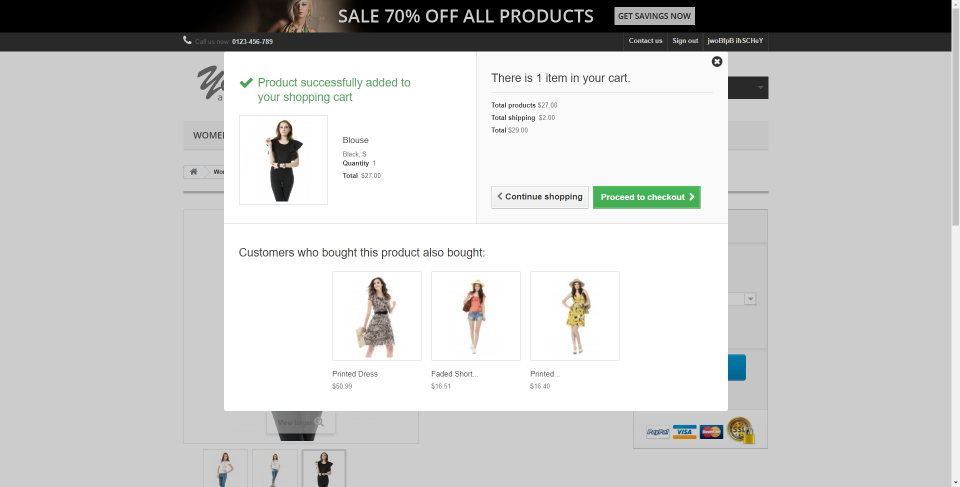 SALE 70% OFF ALL PRODUCTS
GET SAVINGS NOW
Call us now: 0123-456-789
Contact us
Sign out
jwoBfpB ihSCHeY
WOME
Wo
Product successfully added to
your shopping cart
Blouse
Black, S
Quantity 1
Total $27.00
There is 1 item in your cart.
Total products $27.00
Total shipping $2.00
Total $29.00
Continue shopping
Proceed to checkout
Customers who bought this product also bought:
Printed Dress
$50.99
Faded Short...
$16.51
Printed...
$16.40
View larger
PayPal
VISA
MasterCard
SSL